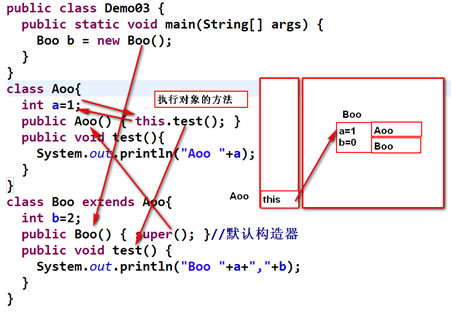 public class Demo03 {
public static void main(String[] args) {
Boo b = new Boo();
}
}
class Aoo{
int a=1;
public Aoo() { this.test(); }
public void test(){
System.out.println("Aoo "+a);
}
}
class Boo extends Aoo{
int b=2;
public Boo() { super(); }//默认构造器
public void test() {
System.out.println("Boo "+a+","+b);
}
}
执行对象的方法
Boo
a=1
Aoo
b=0
Boo
Aoo
this